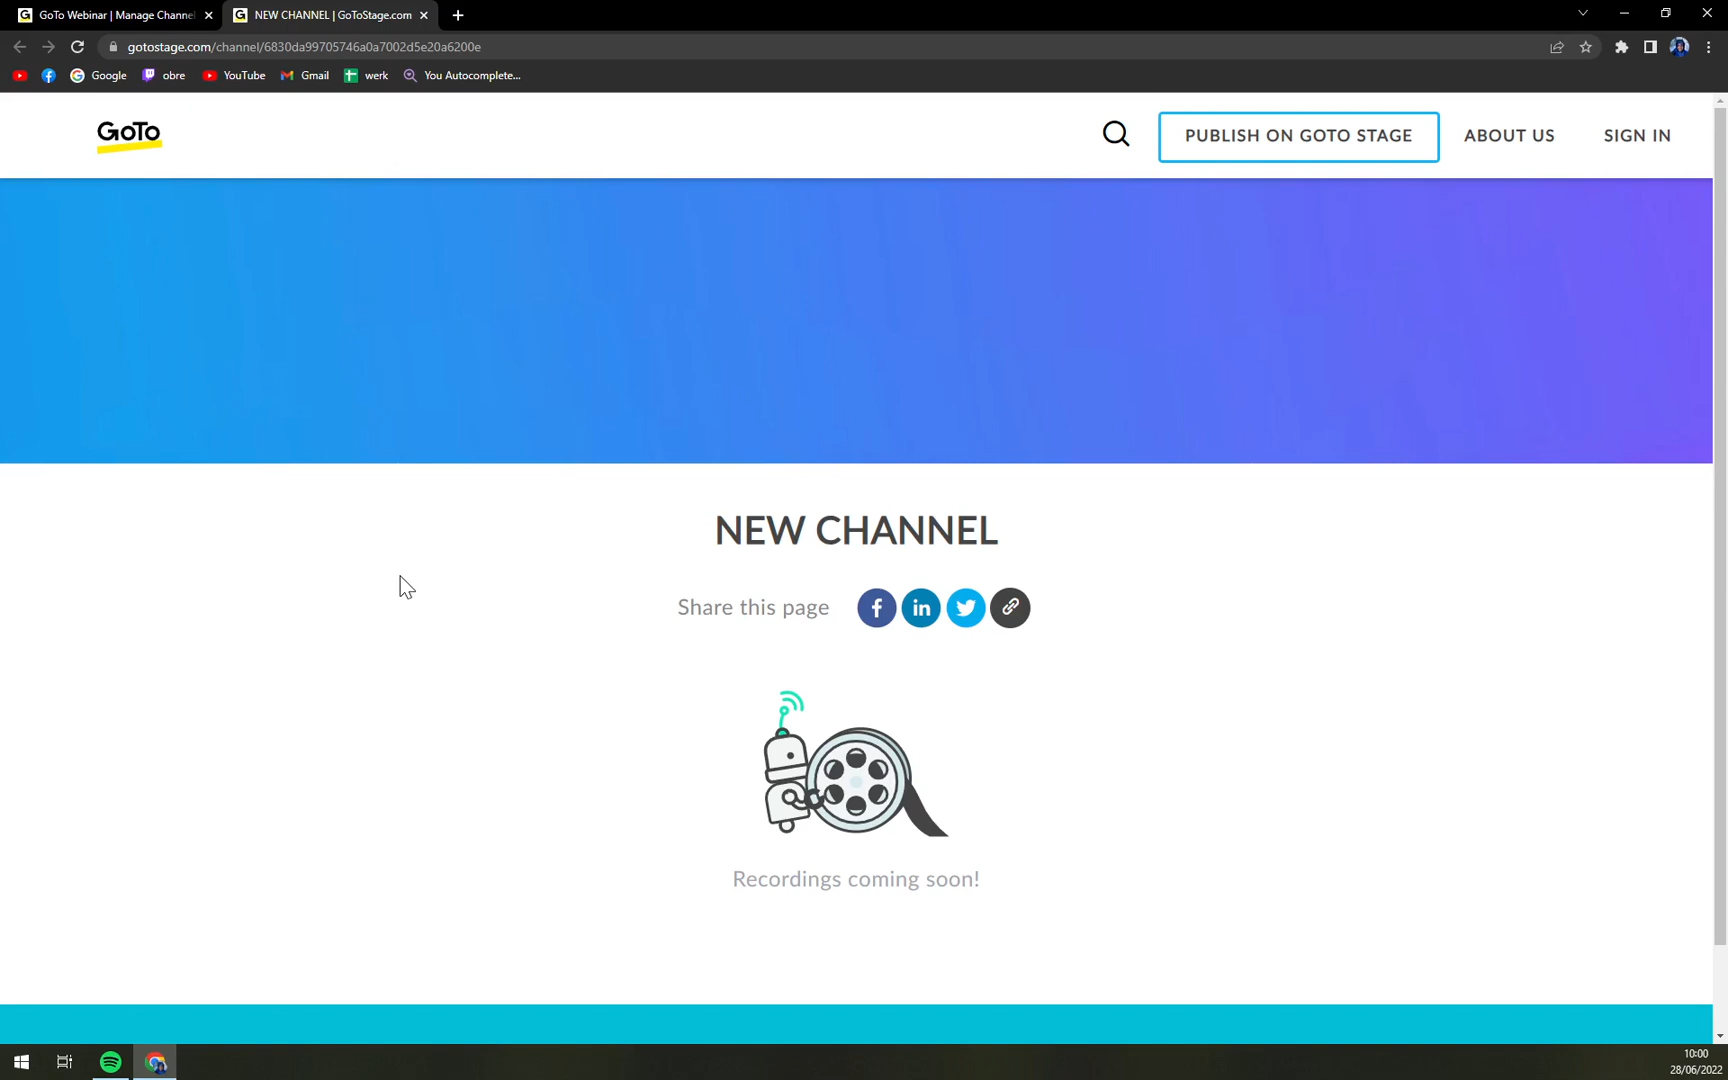 GoTo Webinar | Manage Channel
NEW CHANNEL | GoToStage.com
gotostage.com/channel/6830da99705746a0a7002d5e20a6200e
Google
obre
YouTube
Gmail
werk
You Autocomplete...
GoTo
PUBLISH ON GOTO STAGE
ABOUT US
SIGN IN
NEW CHANNEL
Share this page
Recordings coming soon!
10:00
28/06/2022